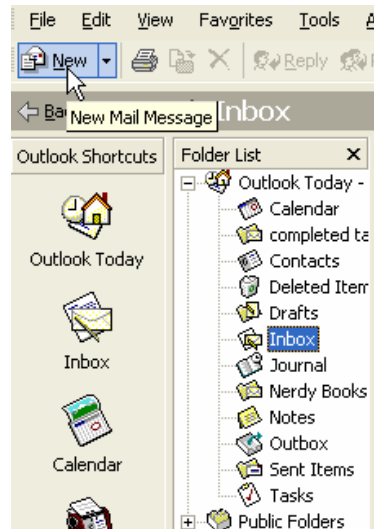 File Edit View Favorites Tools
New Reply
Inbox
New Mail Message
Outlook Shortcuts
Outlook Today
Inbox
Calendar
Folder List X
Outlook Today -
Calendar
completed ta
Contacts
Deleted Item
Drafts
Inbox
Journal
Nerdy Books
Notes
Outbox
Sent Items
Tasks
Public Folders